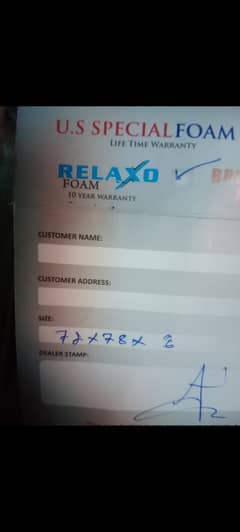 U.S SPECIAL FOAM
LIFE TIME WARRANTY
RELAXO
FOAM
10 YEAR WARRANTY
CUSTOMER NAME:
CUSTOMER ADDRESS:
SIZE:
72x78x 6
DEALER STAMP: